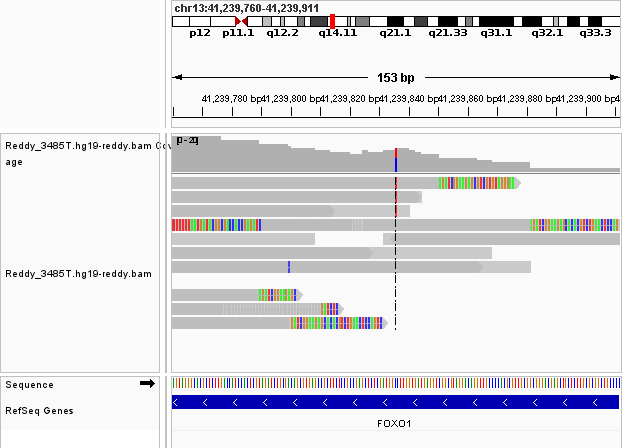 chr13:41,239,760-41,239,911
p12 p11.1 q12.2 q14.11 q21.1 q21.33 q31.1 q32.1 q33.3
153 bp
41,239,780 bp 41,239,800 bp 41,239,820 bp 41,239,840 bp 41,239,860 bp 41,239,880 bp 41,239,900 bp 4
Reddy_3485T.hg19-reddy.bam Cov
age
[0-20]
Reddy_3485T.hg19-reddy.bam
Sequence
RefSeq Genes
FOXO1